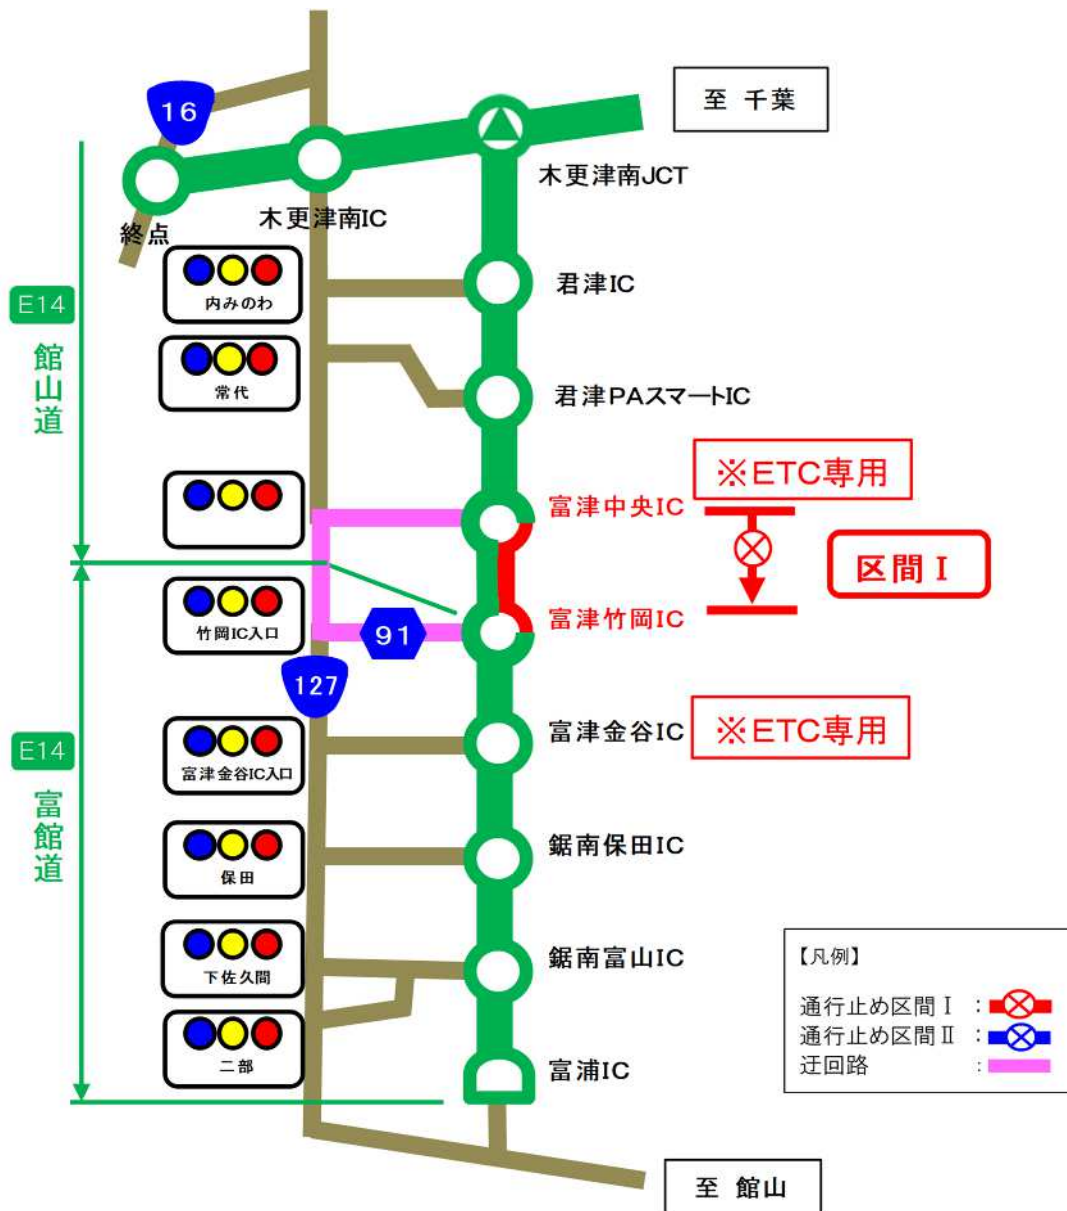 16
至 千葉
木更津南JCT
木更津南IC
終点
内みのわ
君津IC
E14
館山道
常代
君津PAスマートIC
※ETC専用
富津中央IC
区間Ⅰ
竹岡IC入口
91
富津竹岡IC
127
富津金谷IC
※ETC専用
E14
富館道
富津金谷IC入口
保田
鋸南保田IC
下佐久間
鋸南富山IC
二部
富浦IC
【凡例】
通行止め区間Ⅰ :
通行止め区間Ⅱ :
迂回路 :
至 館山